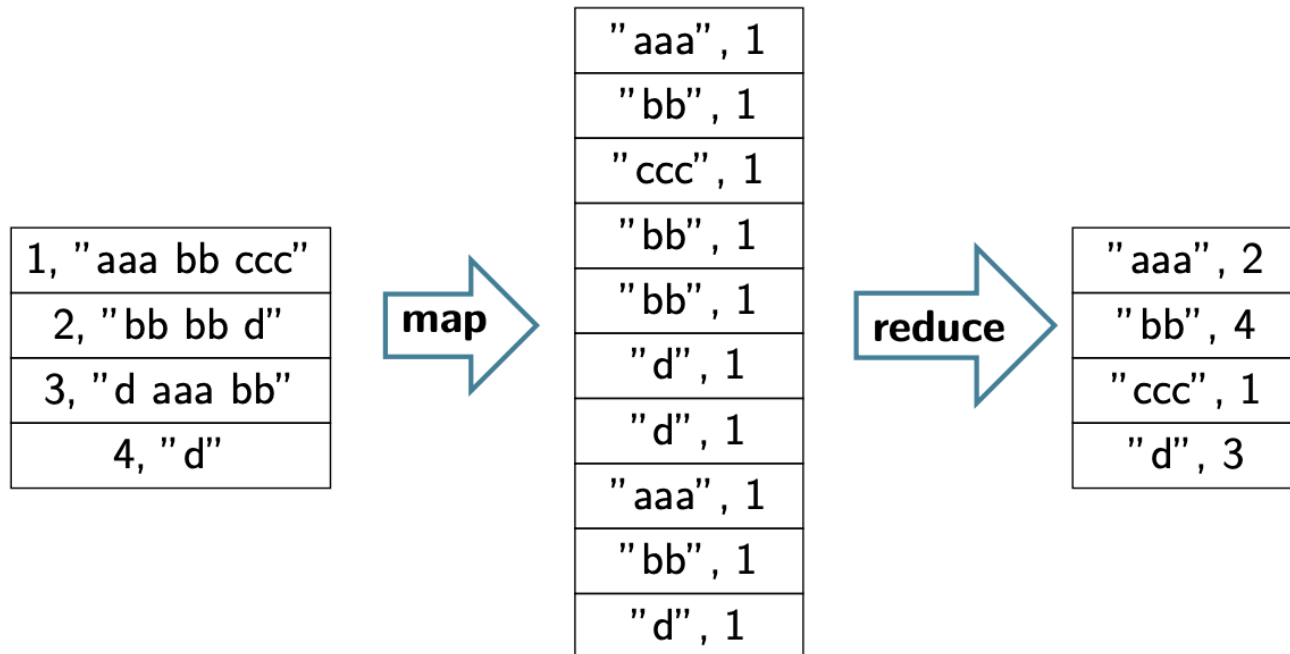 1, ”aaa bb ccc”
2, ”bb bb d”
3, ”d aaa bb”
4, ”d”
map
”aaa”, 1
”bb”, 1
”ccc”, 1
”bb”, 1
”bb”, 1
”d”, 1
”d”, 1
”aaa”, 1
”bb”, 1
”d”, 1
reduce
”aaa”, 2
”bb”, 4
”ccc”, 1
”d”, 3